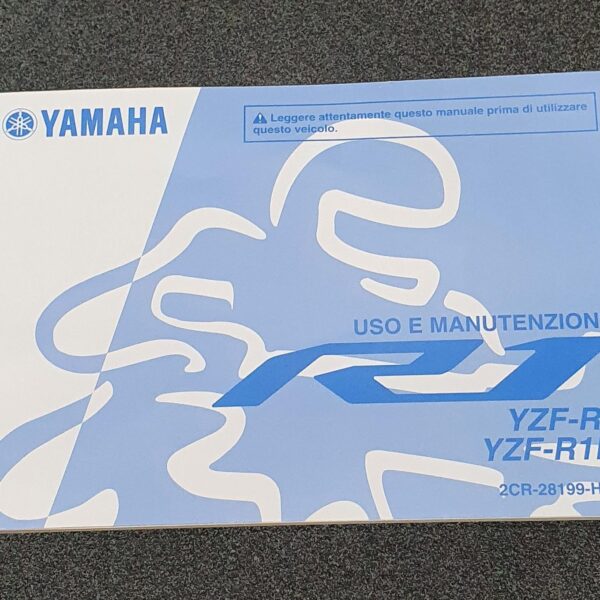 YAMAHA
⚠ Leggere attentamente questo manuale prima di utilizzare
questo veicolo.
USO E MANUTENZION
R1
YZF-R
YZF-R1
2CR-28199-H